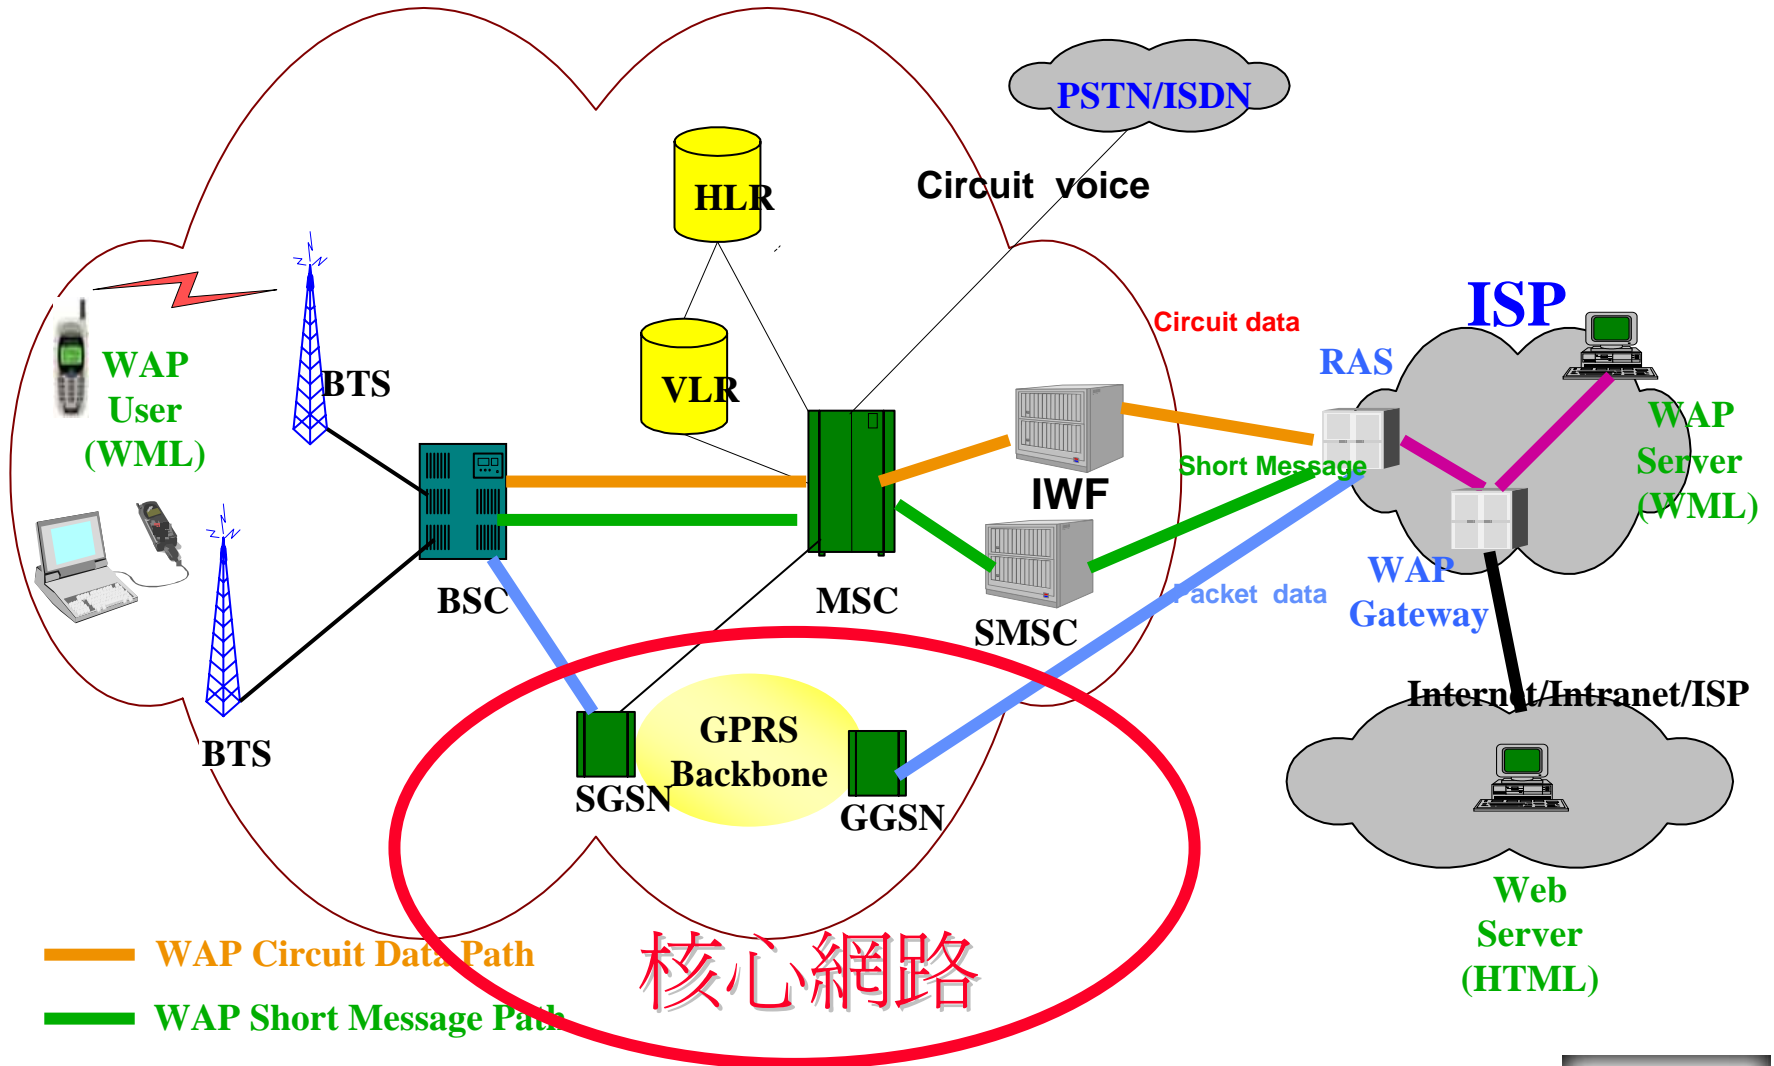 PSTN/ISDN
HLR
Circuit voice
ISP
Circuit data
RAS
WAP
User
(WML)
BTS
VLR
WAP
Server
(WML)
Short Message
IWF
WAP
Gateway
BSC
MSC
Packet data
SMSC
Internet/Intranet/ISP
GPRS
Backbone
BTS
SGSN
GGSN
Web
Server
(HTML)
WAP Circuit Data Path
核心網路
WAP Short Message Path